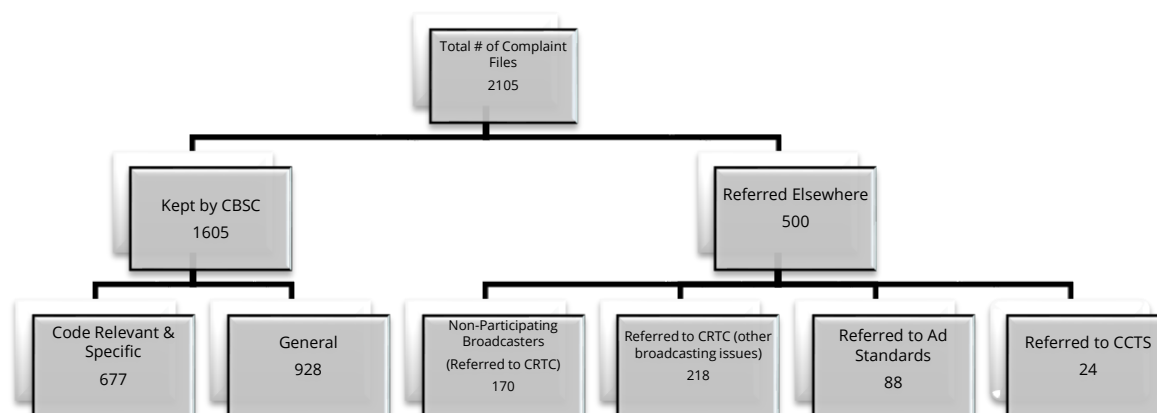 Total # of Complaint
Files
2105
Kept by CBSC
1605
Referred Elsewhere
500
Code Relevant &
Specific
677
General
928
Non-Participating
Broadcasters
(Referred to CRTC)
170
Referred to CRTC (other
broadcasting issues)
218
Referred to Ad
Standards
88
Referred to CCTS
24